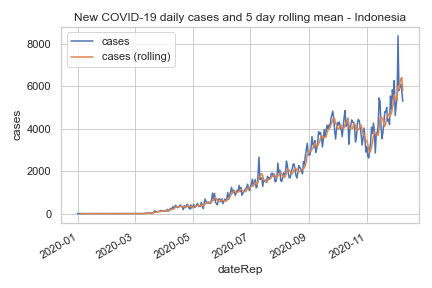 New COVID-19 daily cases and 5 day rolling mean - Indonesia
cases
cases (rolling)
8000
6000
4000
2000
0
cases
2020-01
2020-03
2020-05
2020-07
2020-09
2020-11
dateRep